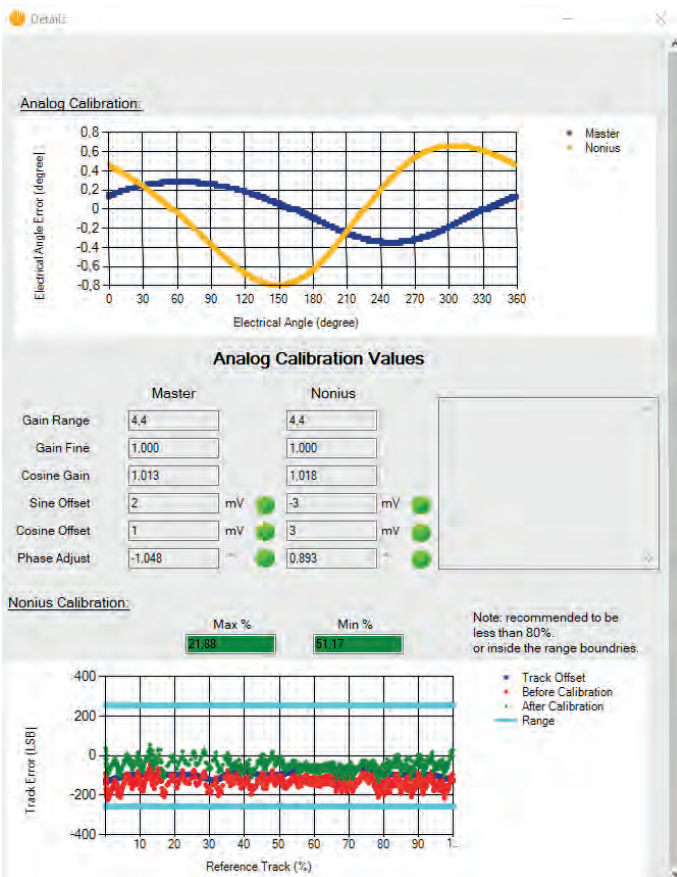 Details
Analog Calibration:
0,8
0,6
0,4
0,2
0
-0,2
-0,4
-0,6
-0,8
Electrical Angle Error (degree)
0 30 60 90 120 150 180 210 240 270 300 330 360
Electrical Angle (degree)
Master
Nonius
Analog Calibration Values
Master Nonius
Gain Range 4,4 4,4
Gain Fine 1.000 1.000
Cosine Gain 1,013 1,018
Sine Offset 2 mV -3 mV
Cosine Offset 1 mV 3 mV
Phase Adjust -1,048 ° 0.893 °
Nonius Calibration:
Max % Min %
21,88 51,17
Note: recommended to be
less than 80%.
or inside the range boundries.
400
200
0
-200
-400
Track Error (LSB)
10 20 30 40 50 60 70 80 90 1..
Reference Track (%)
Track Offset
Before Calibration
After Calibration
Range